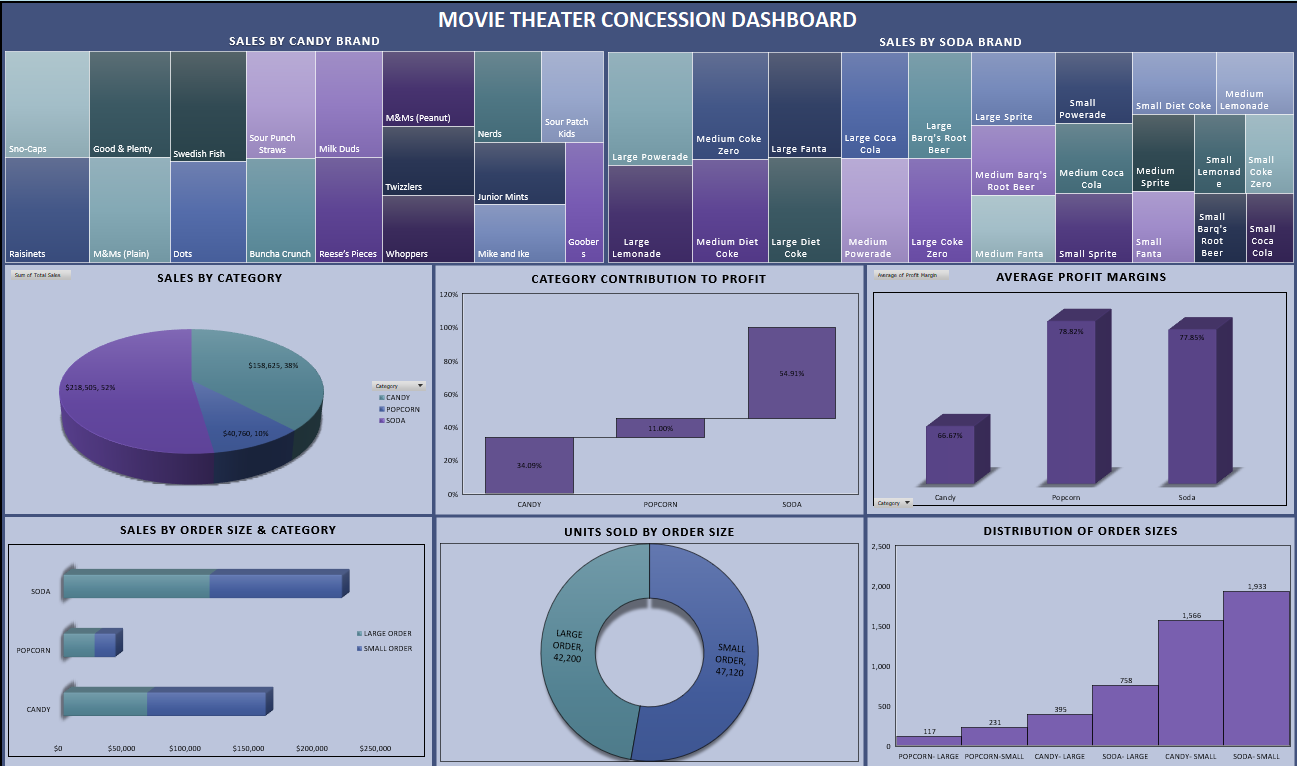 MOVIE THEATER CONCESSION DASHBOARD
SALES BY CANDY BRAND
Sno-Caps
Good & Plenty
Swedish Fish
Sour Punch
Straws
Milk Duds
M&Ms (Peanut)
Nerds
Sour Patch
Kids
Twizzlers
Junior Mints
Raisinets
M&Ms (Plain)
Dots
Buncha Crunch
Reese's Pieces
Whoppers
Mike and Ike
Goober
s
SALES BY SODA BRAND
Large Powerade
Medium Coke
Zero
Large Fanta
Large Coca
Cola
Large
Barq's Root
Beer
Large Sprite
Small
Powerade
Small Diet Coke
Medium
Lemonade
Medium Barq's
Root Beer
Medium Coca
Cola
Medium
Sprite
Small
Lemonad
e
Small
Coke
Zero
Large
Lemonade
Medium Diet
Coke
Large Diet
Coke
Medium
Powerade
Large Coke
Zero
Medium Fanta
Small Sprite
Small
Fanta
Small
Barq's
Root
Beer
Small
Coca
Cola
Sum of Total Sales
SALES BY CATEGORY
$158,625, 38%
$218,505, 52%
$40,760, 10%
Category
CANDY
POPCORN
SODA
CATEGORY CONTRIBUTION TO PROFIT
120%
100%
80%
60%
40%
20%
0%
34.09%
11.00%
54.91%
CANDY
POPCORN
SODA
Average of Profit Margin
AVERAGE PROFIT MARGINS
66.67%
78.82%
77.85%
Candy
Popcorn
Soda
Category
SALES BY ORDER SIZE & CATEGORY
SODA
POPCORN
CANDY
LARGE ORDER
SMALL ORDER
$0
$50,000
$100,000
$150,000
$200,000
$250,000
UNITS SOLD BY ORDER SIZE
LARGE
ORDER,
42,200
SMALL
ORDER,
47,120
DISTRIBUTION OF ORDER SIZES
2,500
2,000
1,500
1,000
500
0
117
231
395
758
1,566
1,933
POPCORN- LARGE
POPCORN-SMALL
CANDY- LARGE
SODA- LARGE
CANDY- SMALL
SODA- SMALL